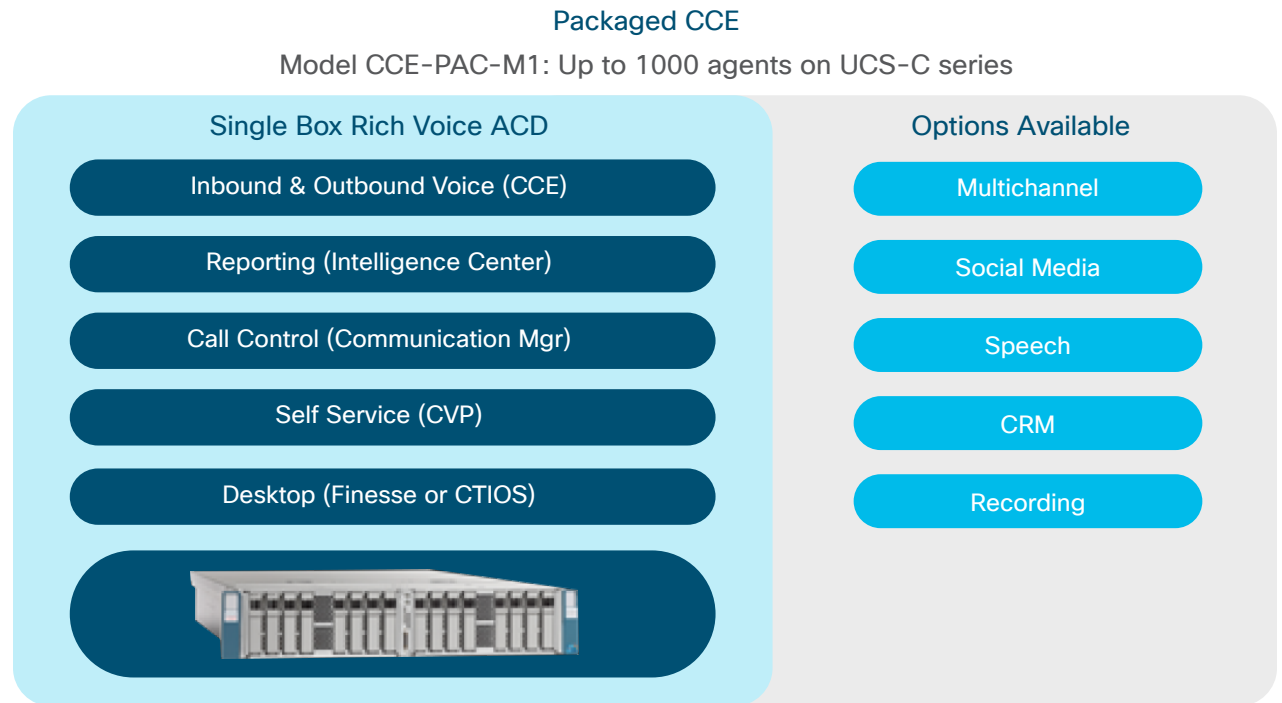 Packaged CCE
Model CCE-PAC-M1: Up to 1000 agents on UCS-C series
Single Box Rich Voice ACD
Inbound & Outbound Voice (CCE)
Reporting (Intelligence Center)
Call Control (Communication Mgr)
Self Service (CVP)
Desktop (Finesse or CTIOS)
Options Available
Multichannel
Social Media
Speech
CRM
Recording